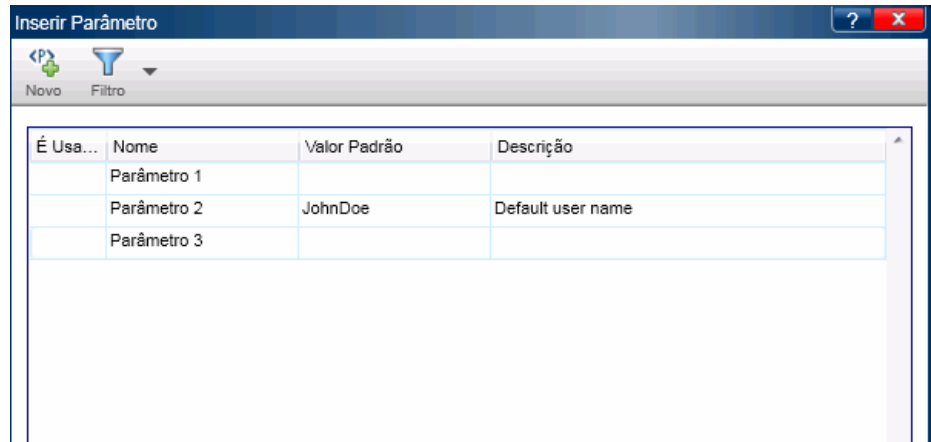 Inserir Parâmetro
? x
<P>
Novo Filtro
É Usa... Nome Valor Padrão Descrição
Parâmetro 1
Parâmetro 2 JohnDoe Default user name
Parâmetro 3